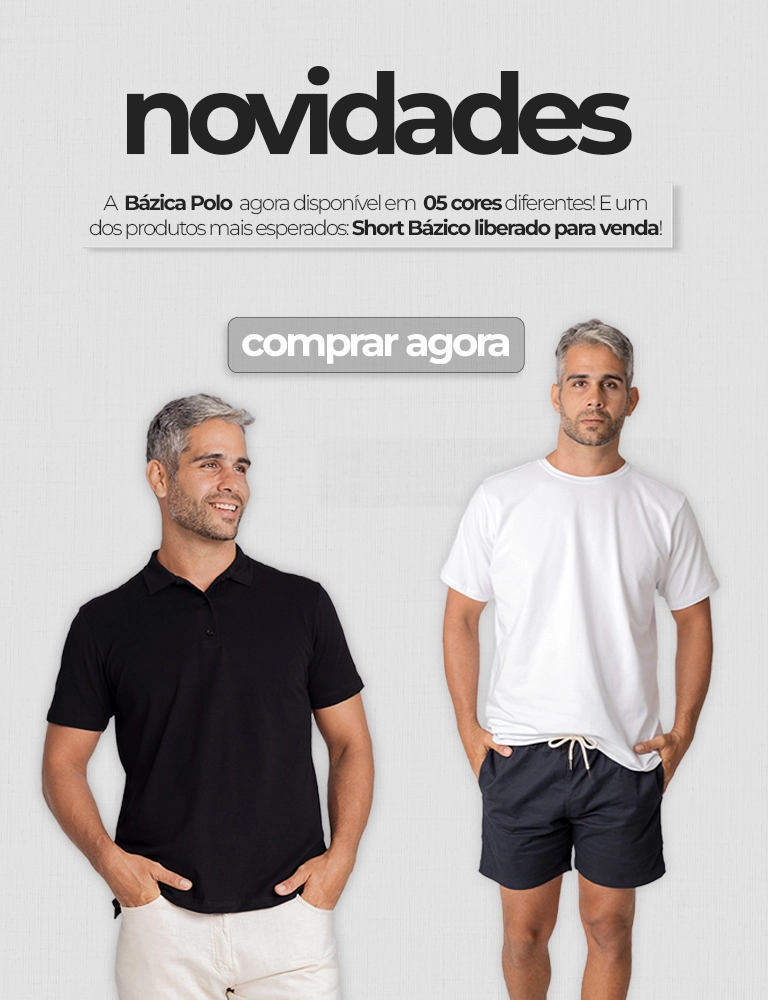 novidades
A Bázica Polo agora disponível em 05 cores diferentes! E um
dos produtos mais esperados: Short Bázico liberado para venda!
comprar agora